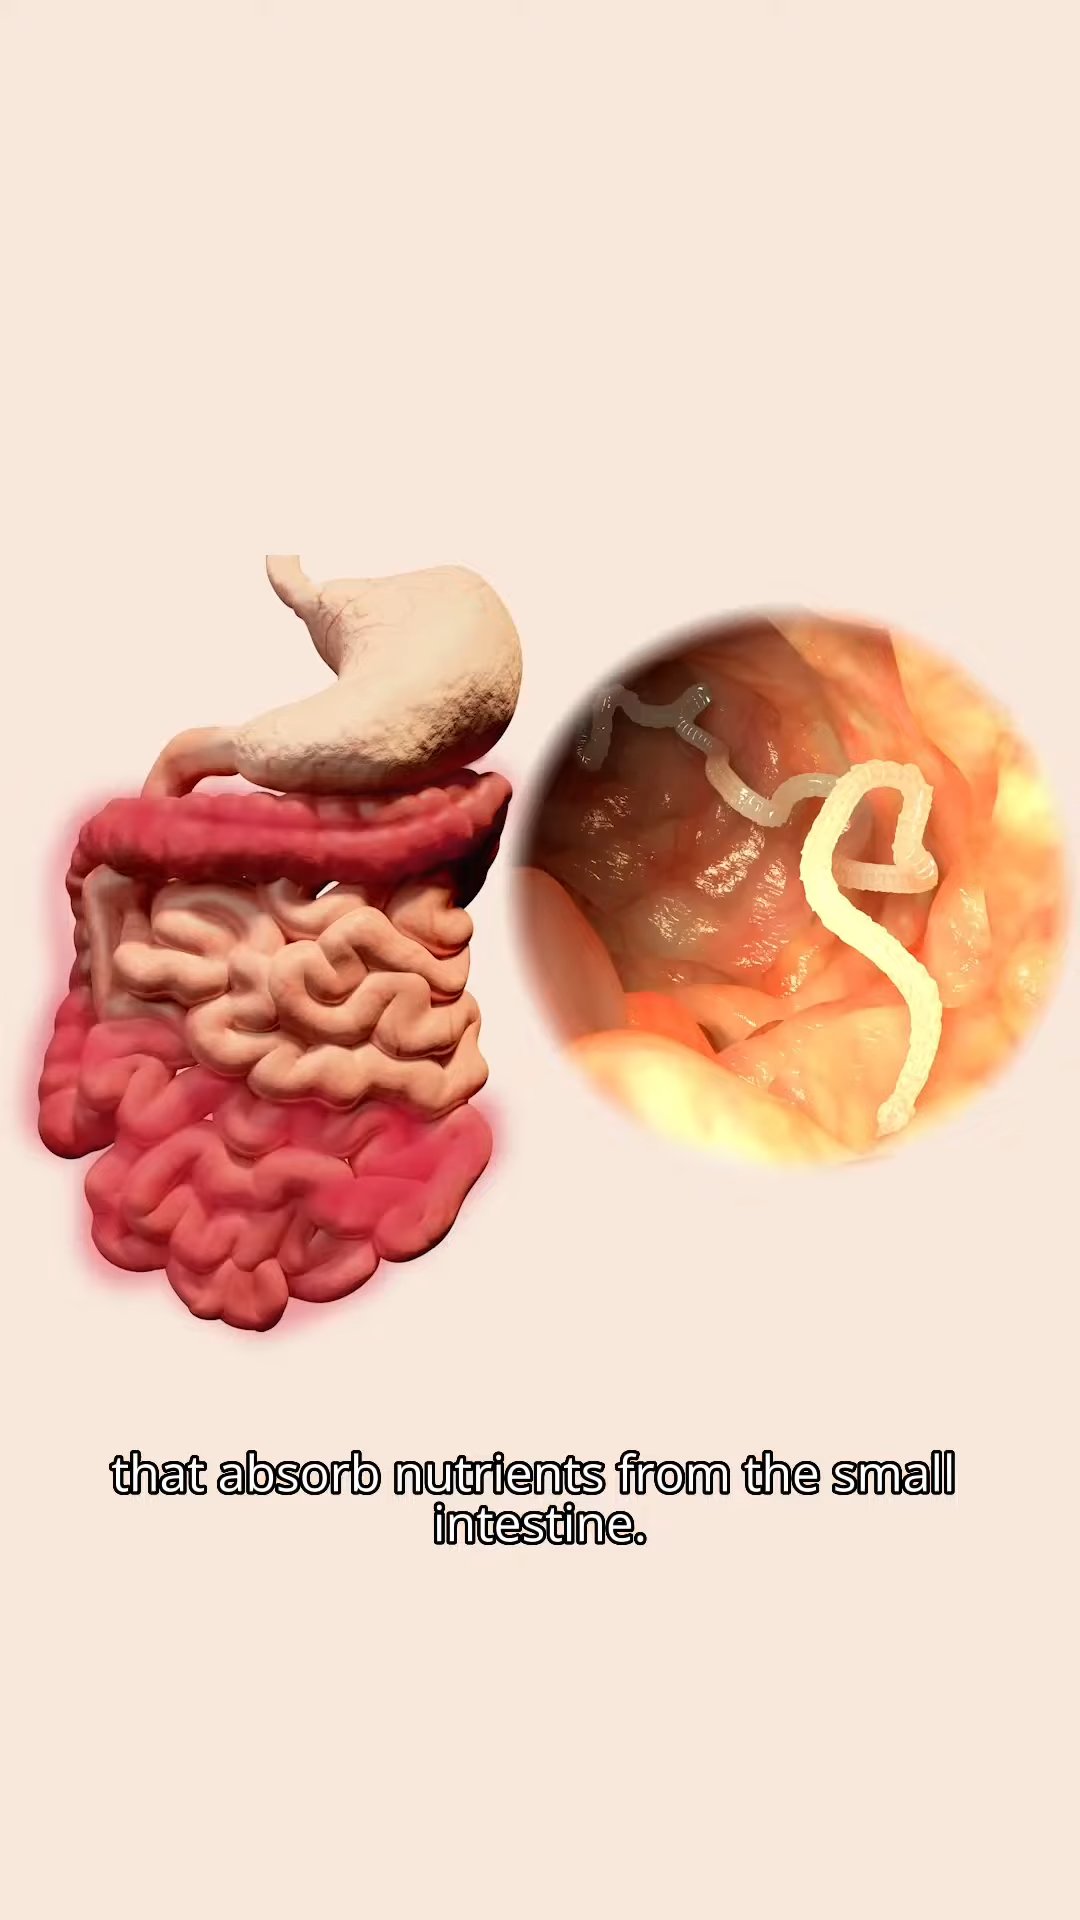 that absorb nutrients from the small
intestine.